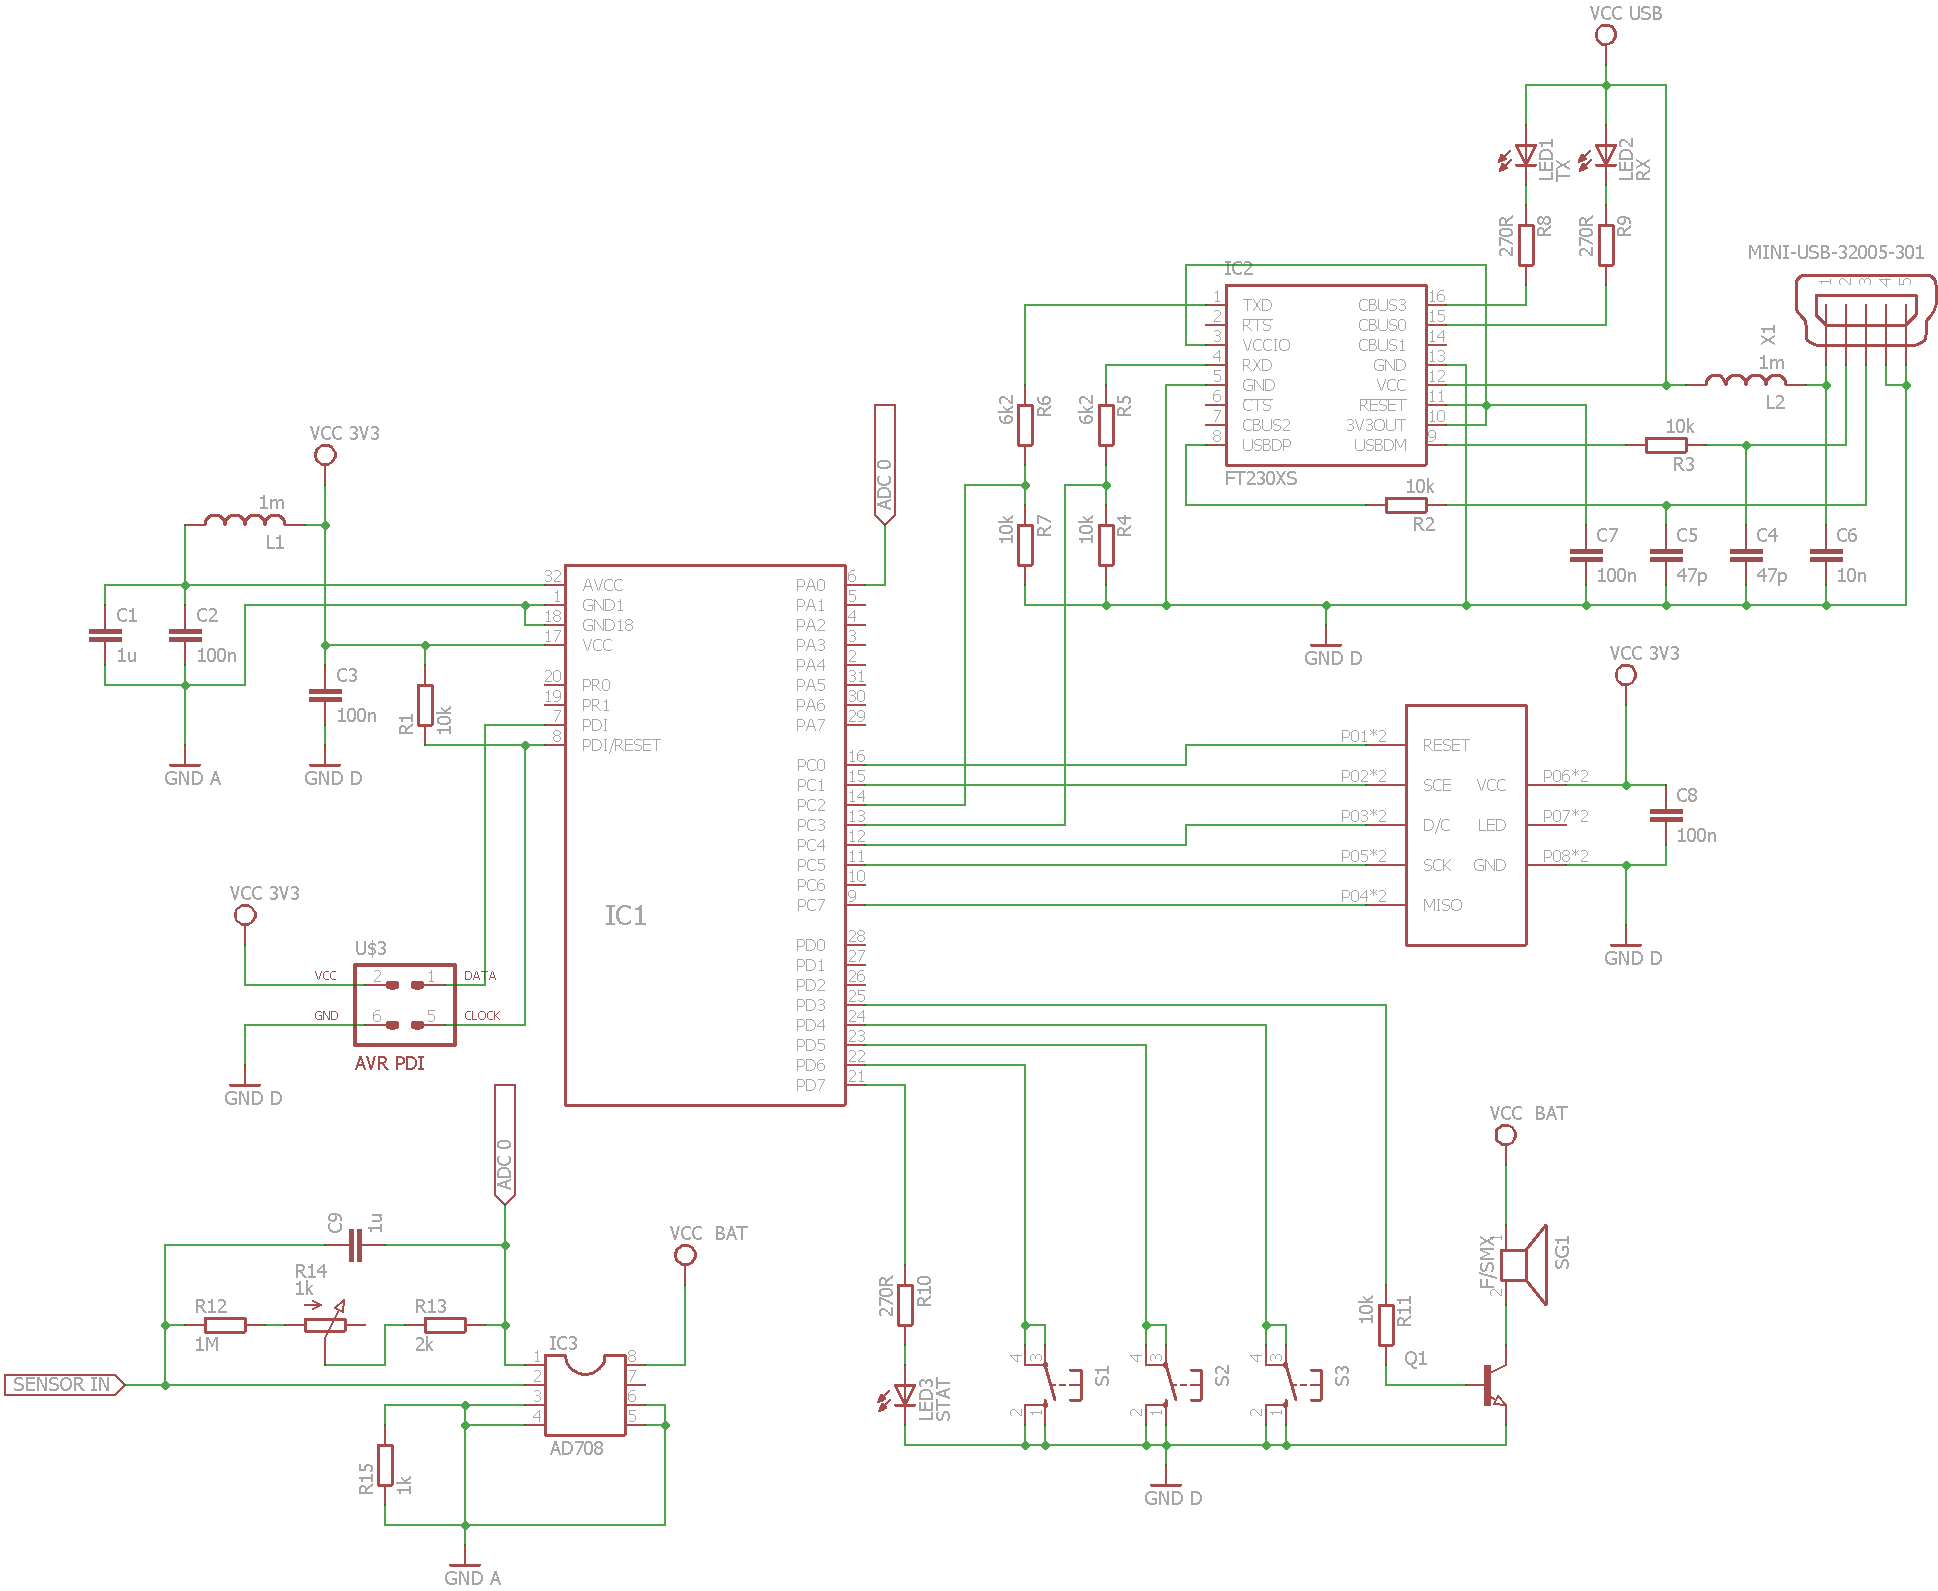 VCC USB
LED1
TX
LED2
RX
270R
R8
270R
R9
MINI-USB-32005-301
1 2 3 4 5
X1
IC2
1 TXD CBUS3 16
2 RTS CBUS0 15
3 VCCIO CBUS1 14
4 RXD GND 13
5 GND VCC 12
6 CTS RESET 11
7 CBUS2 3V3OUT 10
8 USBDP USBDM 9
FT230XS
1m
L2
10k
R3
10k
R2
6k2
R6
6k2
R5
10k
R7
10k
R4
C7
100n
C5
47p
C4
47p
C6
10n
GND D
ADC 0
VCC 3V3
1m
L1
C1
1u
C2
100n
C3
100n
R1
10k
GND A
GND D
32 AVCC
1 GND1
18 GND18
17 VCC
20 PR0
19 PR1
7 PDI
8 PDI/RESET
PA0 6
PA1 5
PA2 4
PA3 3
PA4 2
PA5 31
PA6 30
PA7 29
PC0 16
PC1 15
PC2 14
PC3 13
PC4 12
PC5 11
PC6 10
PC7 9
PD0 28
PD1 27
PD2 26
PD3 25
PD4 24
PD5 23
PD6 22
PD7 21
IC1
VCC 3V3
P01*2 RESET
P02*2 SCE VCC P06*2
P03*2 D/C LED P07*2
P05*2 SCK GND P08*2
P04*2 MISO
C8
100n
GND D
VCC 3V3
U$3
VCC 2 1 DATA
GND 6 5 CLOCK
AVR PDI
GND D
ADC 0
C9
1u
R14
1k
R12
1M
R13
2k
VCC BAT
IC3
1 8
2 7
3 6
4 5
AD708
SENSOR IN
R15
1k
GND A
270R
R10
LED3
STAT
4 3
2 1
S1
4 3
2 1
S2
4 3
2 1
S3
GND D
10k
R11
Q1
VCC BAT
F/SMX
1
2
SG1